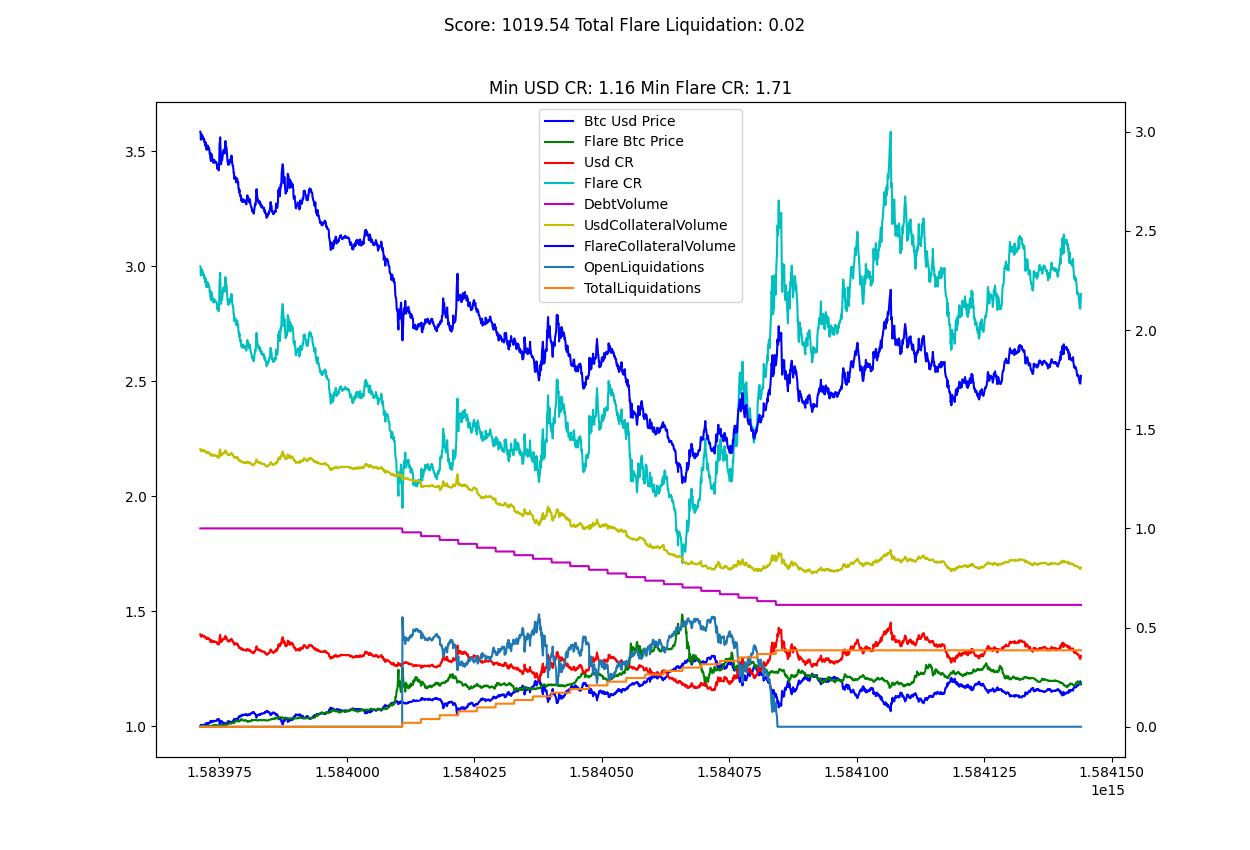 Score: 1019.54 Total Flare Liquidation: 0.02
Min USD CR: 1.16 Min Flare CR: 1.71
Btc Usd Price
Flare Btc Price
Usd CR
Flare CR
DebtVolume
UsdCollateralVolume
FlareCollateralVolume
OpenLiquidations
TotalLiquidations
3.5
3.0
2.5
2.0
1.5
1.0
3.0
2.5
2.0
1.5
1.0
0.5
0.0
1.583975 1.584000 1.584025 1.584050 1.584075 1.584100 1.584125 1.584150
1e15